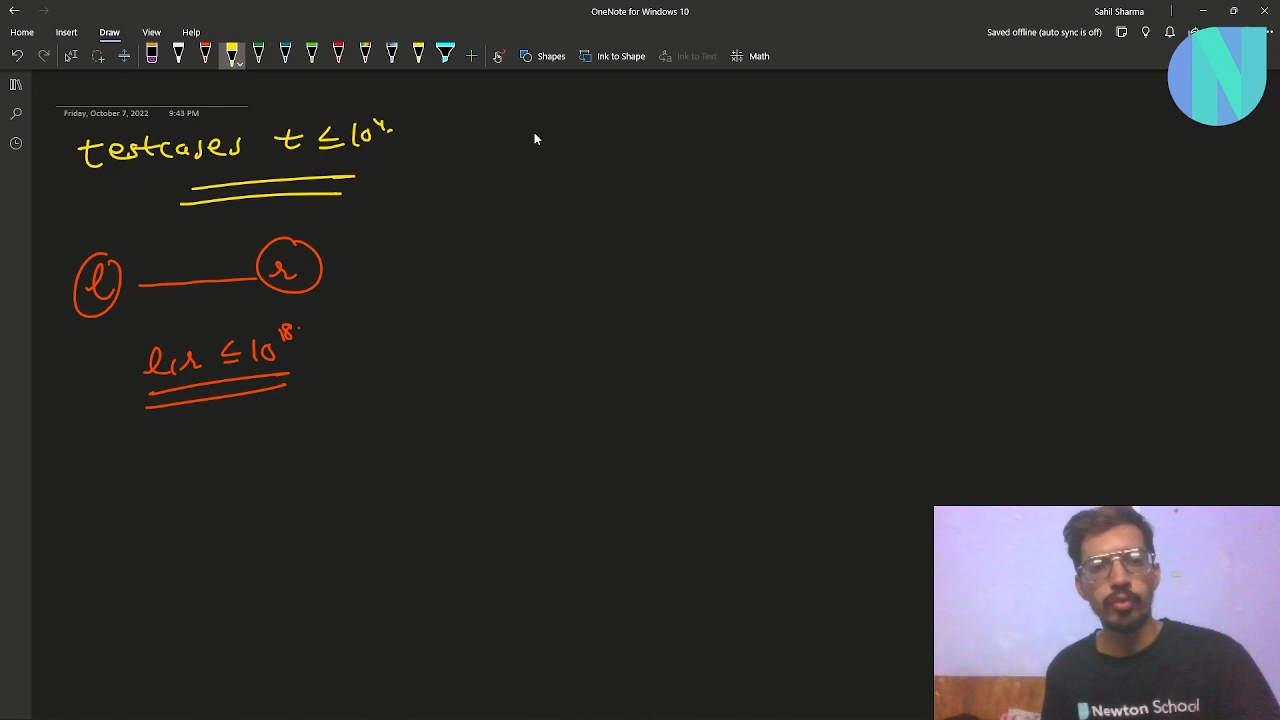 OneNote for Windows 10
Sahil Sharma
Home Insert Draw View Help
Saved offline (auto sync is off)
Shapes Ink to Shape Ink to Text Math
Friday, October 7, 2022 9:43 PM
testcases t ≤ 10⁴
l r
l, r ≤ 10¹⁸
Newton School
N